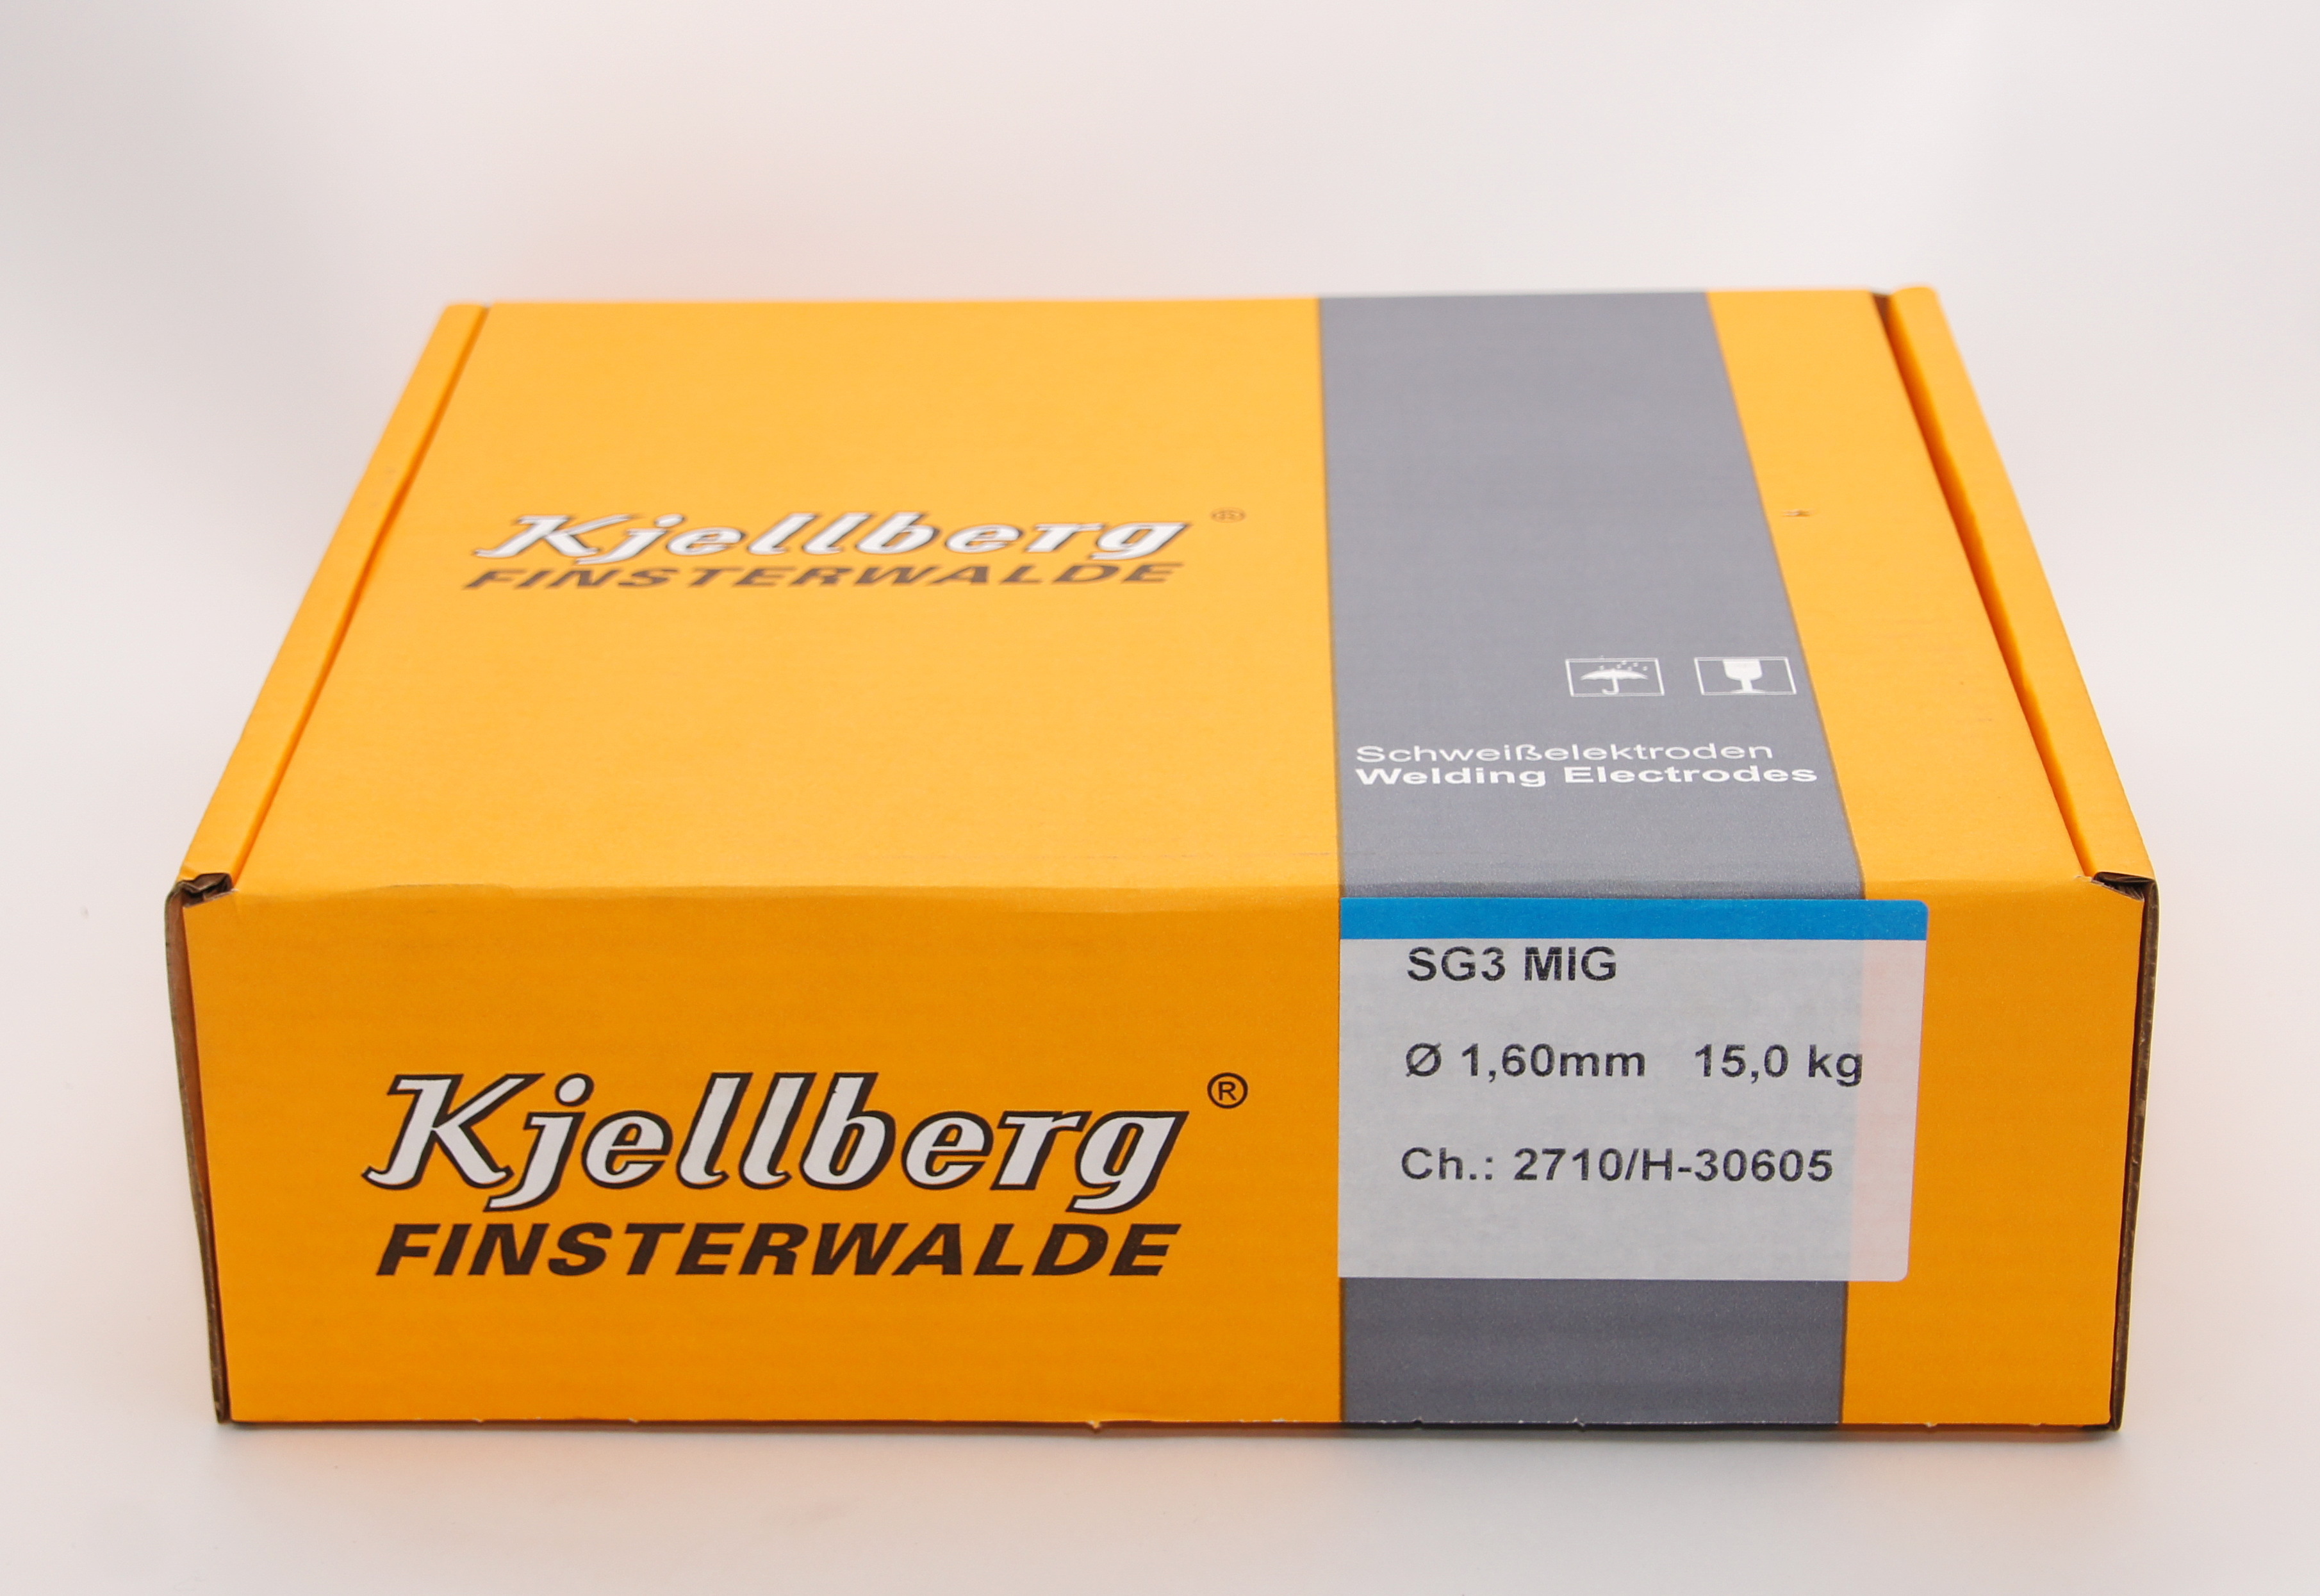 Kjellberg ®
FINSTERWALDE
Schweißelektroden
Welding Electrodes
Kjellberg ®
FINSTERWALDE
SG3 MIG
Ø 1,60mm 15,0 kg
Ch.: 2710/H-30605